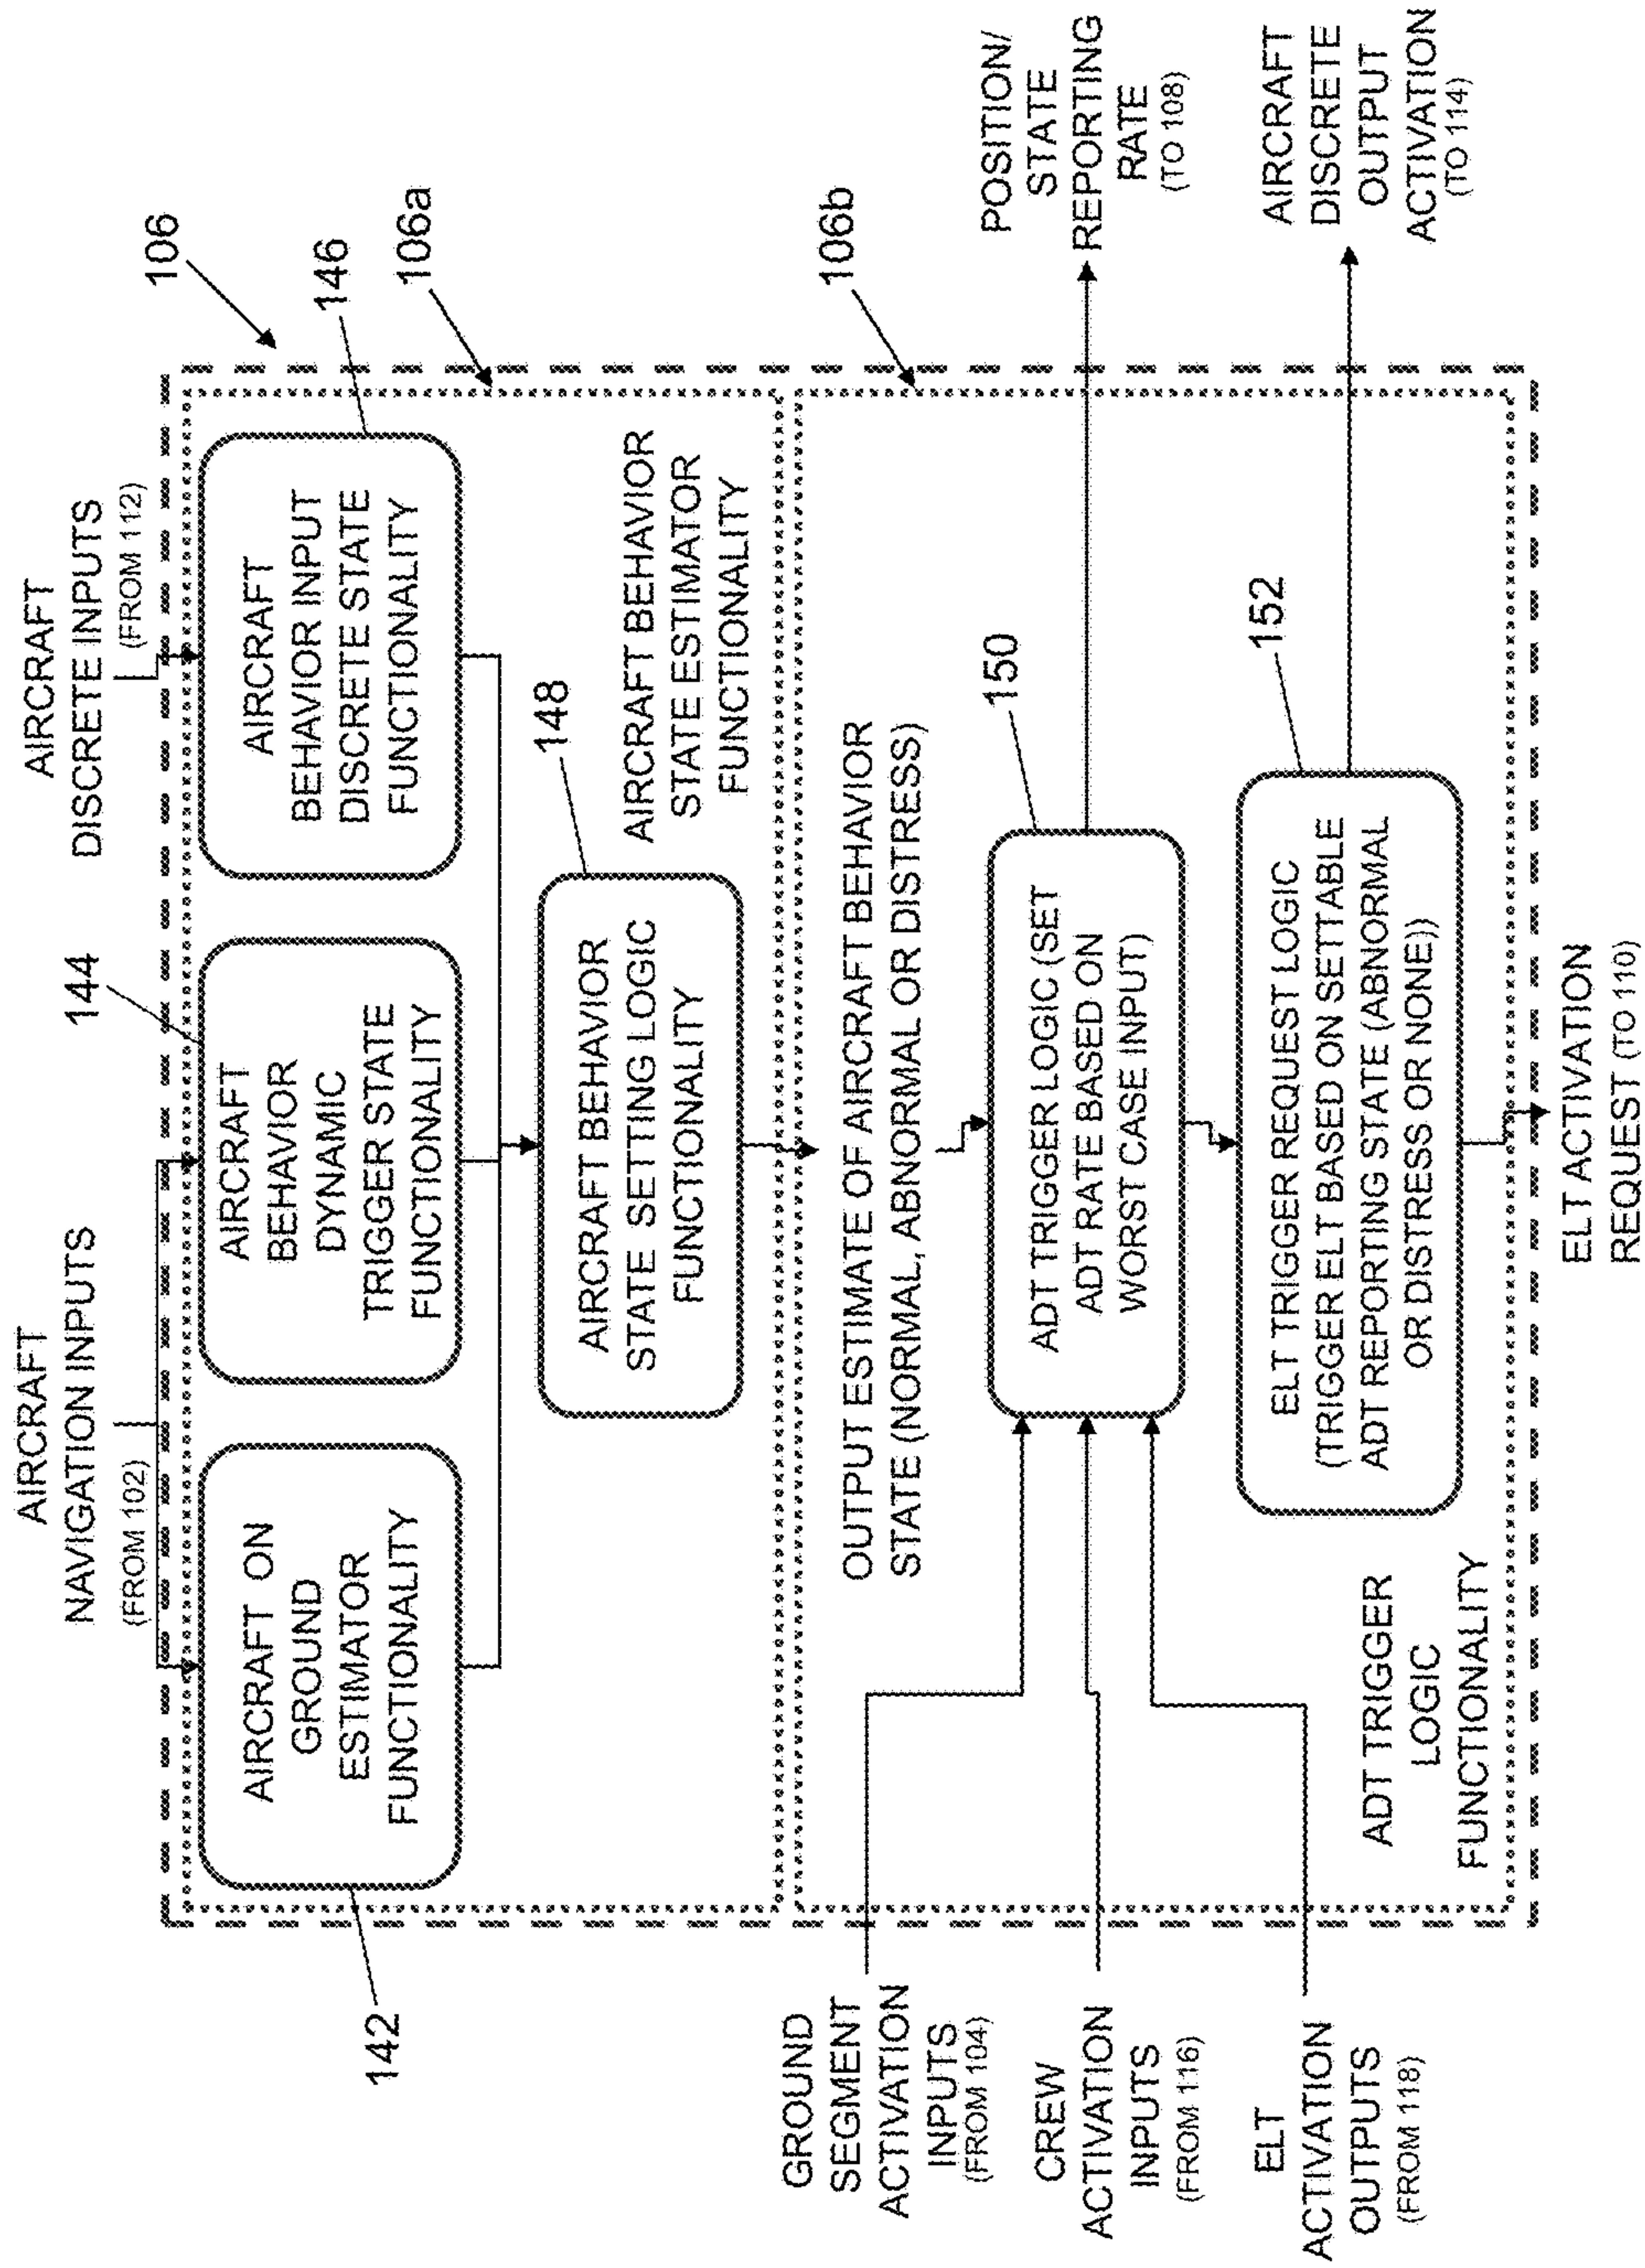 AIRCRAFT
NAVIGATION INPUTS
(FROM 102)
AIRCRAFT
DISCRETE INPUTS
(FROM 112)
106
144
146
106a
142
AIRCRAFT ON
GROUND
ESTIMATOR
FUNCTIONALITY
AIRCRAFT
BEHAVIOR
DYNAMIC
TRIGGER STATE
FUNCTIONALITY
AIRCRAFT
BEHAVIOR INPUT
DISCRETE STATE
FUNCTIONALITY
148
AIRCRAFT BEHAVIOR
STATE SETTING LOGIC
FUNCTIONALITY
AIRCRAFT BEHAVIOR
STATE ESTIMATOR
FUNCTIONALITY
106b
GROUND
SEGMENT
ACTIVATION
INPUTS
(FROM 104)
OUTPUT ESTIMATE OF AIRCRAFT BEHAVIOR
STATE (NORMAL, ABNORMAL OR DISTRESS)
150
ADT TRIGGER LOGIC (SET
ADT RATE BASED ON
WORST CASE INPUT)
POSITION/
STATE
REPORTING
RATE
(TO 108)
CREW
ACTIVATION
INPUTS
(FROM 116)
152
ELT TRIGGER REQUEST LOGIC
(TRIGGER ELT BASED ON SETTABLE
ADT REPORTING STATE (ABNORMAL
OR DISTRESS OR NONE))
AIRCRAFT
DISCRETE
OUTPUT
ACTIVATION
(TO 114)
ELT
ACTIVATION
OUTPUTS
(FROM 118)
ADT TRIGGER
LOGIC
FUNCTIONALITY
ELT ACTIVATION
REQUEST (TO 110)